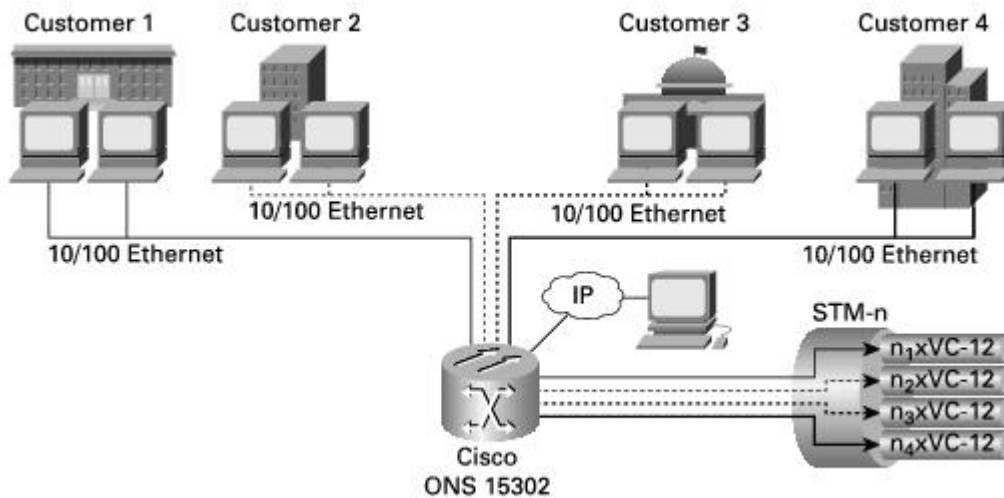 Customer 1
Customer 2
Customer 3
Customer 4
10/100 Ethernet
10/100 Ethernet
10/100 Ethernet
10/100 Ethernet
IP
STM-n
n₁xVC-12
n₂xVC-12
n₃xVC-12
n₄xVC-12
Cisco
ONS 15302